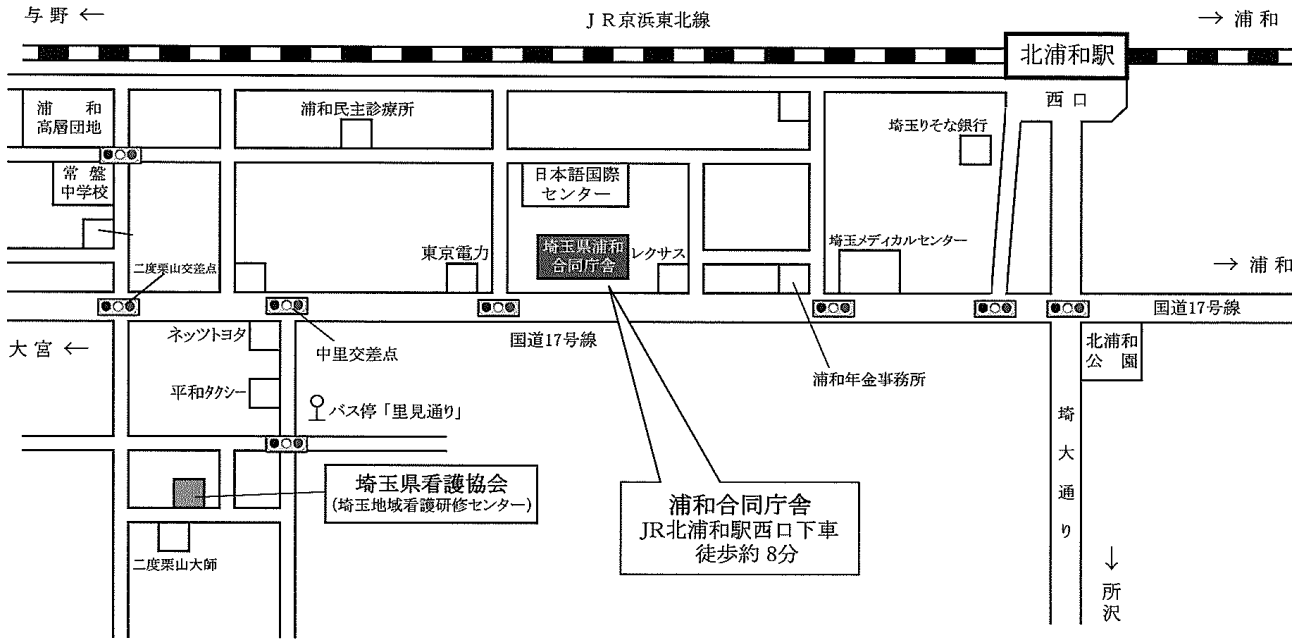 与野 ←
JR京浜東北線
→ 浦和
北浦和駅
西口
浦和
高層団地
浦和民主診療所
埼玉りそな銀行
常盤
中学校
日本語国際
センター
埼玉県浦和
合同庁舎
レクサス
東京電力
埼玉メディカルセンター
二度栗山交差点
→ 浦和
国道17号線
国道17号線
大宮 ←
ネッツトヨタ
中里交差点
北浦和
公園
平和タクシー
浦和年金事務所
バス停「里見通り」
埼大通り
埼玉県看護協会
(埼玉地域看護研修センター)
浦和合同庁舎
JR北浦和駅西口下車
徒歩約 8分
二度栗山大師
↓
所沢